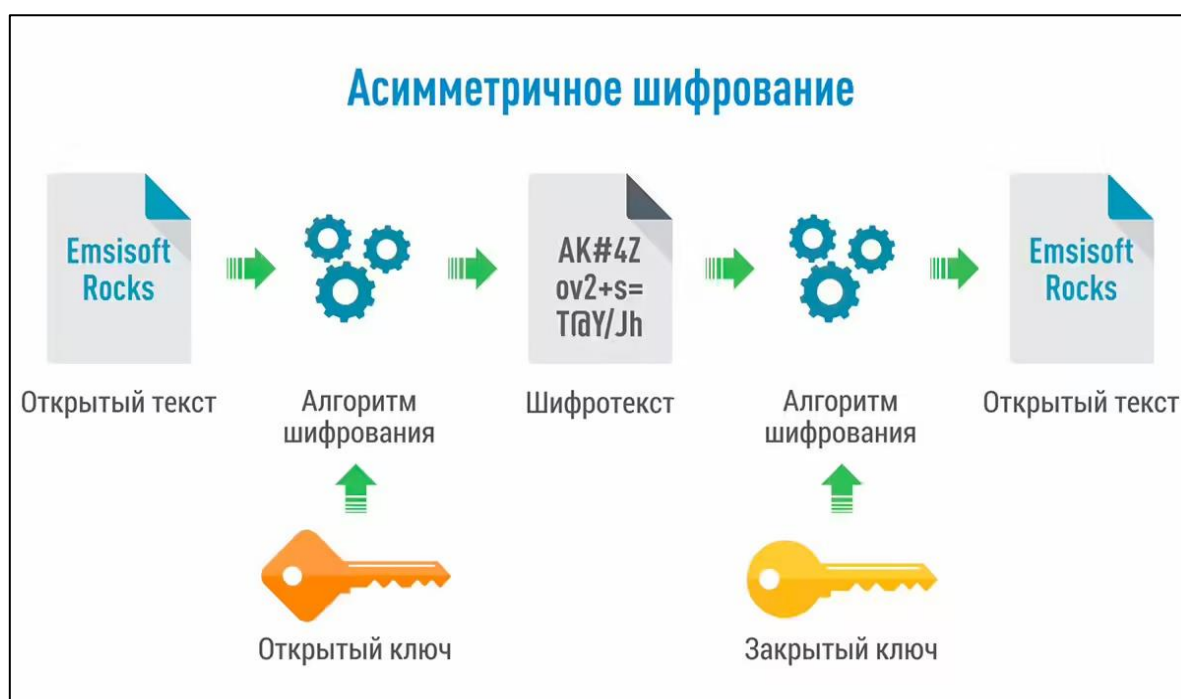 Асимметричное шифрование
Emsisoft
Rocks
AK#4Z
ov2+s=
T@Y/Jh
Emsisoft
Rocks
Открытый текст
Алгоритм
шифрования
Шифротекст
Алгоритм
шифрования
Открытый текст
Открытый ключ
Закрытый ключ